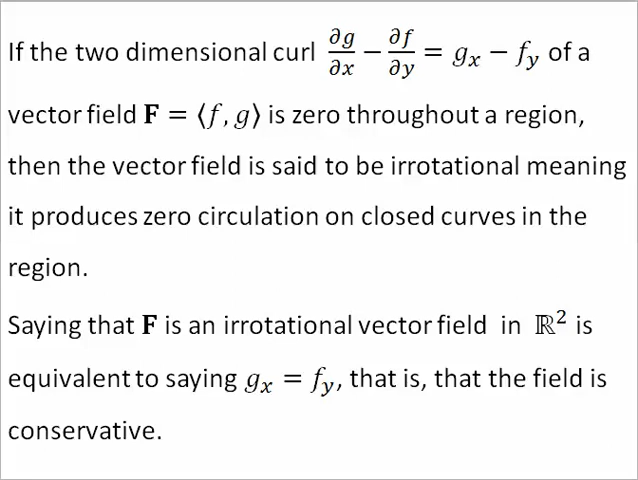 If the two dimensional curl ∂g/∂x − ∂f/∂y = gₓ − f_y of a
vector field F = ⟨f, g⟩ is zero throughout a region,
then the vector field is said to be irrotational meaning
it produces zero circulation on closed curves in the
region.
Saying that F is an irrotational vector field in ℝ² is
equivalent to saying gₓ = f_y, that is, that the field is
conservative.